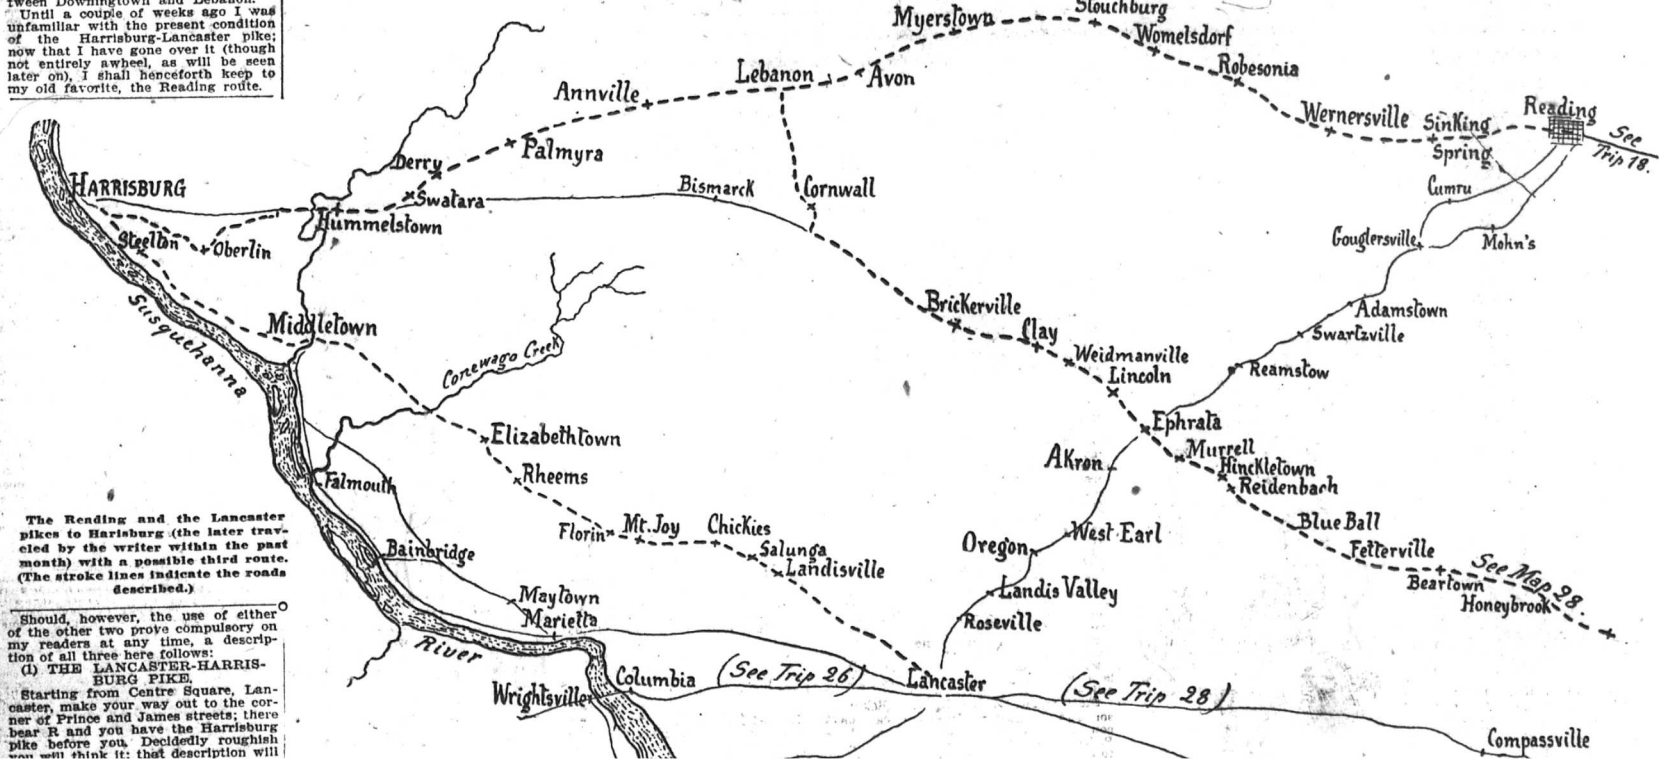 tween Downingtown and Lebanon.
Until a couple of weeks ago I was
unfamiliar with the present condition
of the Harrisburg-Lancaster pike;
now that I have gone over it (though
not entirely awheel, as will be seen
later on), I shall henceforth keep to
my old favorite, the Reading route.
Myerstown
Stouchburg
Womelsdorf
Robesonia
Wernersville
Sinking
Spring
Reading
See
Trip 18.
Lebanon
Avon
Annville
Palmyra
Derry
Swatara
HARRISBURG
Hummelstown
Steelton
Oberlin
Bismarck
Cornwall
Cumru
Gouglersville
Mohn's
Adamstown
Swartzville
Reamstow
Susquehanna
Middletown
Conewago Creek
Brickerville
Clay
Weidmanville
Lincoln
Ephrata
Murrell
Hinckletown
Reidenbach
Akron
Blue Ball
Fetterville
Beartown
Honeybrook
See Map 28.
Elizabethtown
Rheems
Florin
Mt. Joy
Chickies
Salunga
Landisville
Falmouth
Bainbridge
Maytown
Marietta
West Earl
Oregon
Landis Valley
Roseville
River
Wrightsville
Columbia
(See Trip 26)
Lancaster
(See Trip 28)
Compassville
The Reading and the Lancaster
pikes to Harisburg (the later trav-
eled by the writer within the past
month) with a possible third route.
(The stroke lines indicate the roads
described.)
Should, however, the use of either
of the other two prove compulsory on
my readers at any time, a descrip-
tion of all three here follows:
(1) THE LANCASTER-HARRIS-
BURG PIKE.
Starting from Centre Square, Lan-
caster, make your way out to the cor-
ner of Prince and James streets; there
bear R and you have the Harrisburg
pike before you. Decidedly roughish
you will think it; that description will